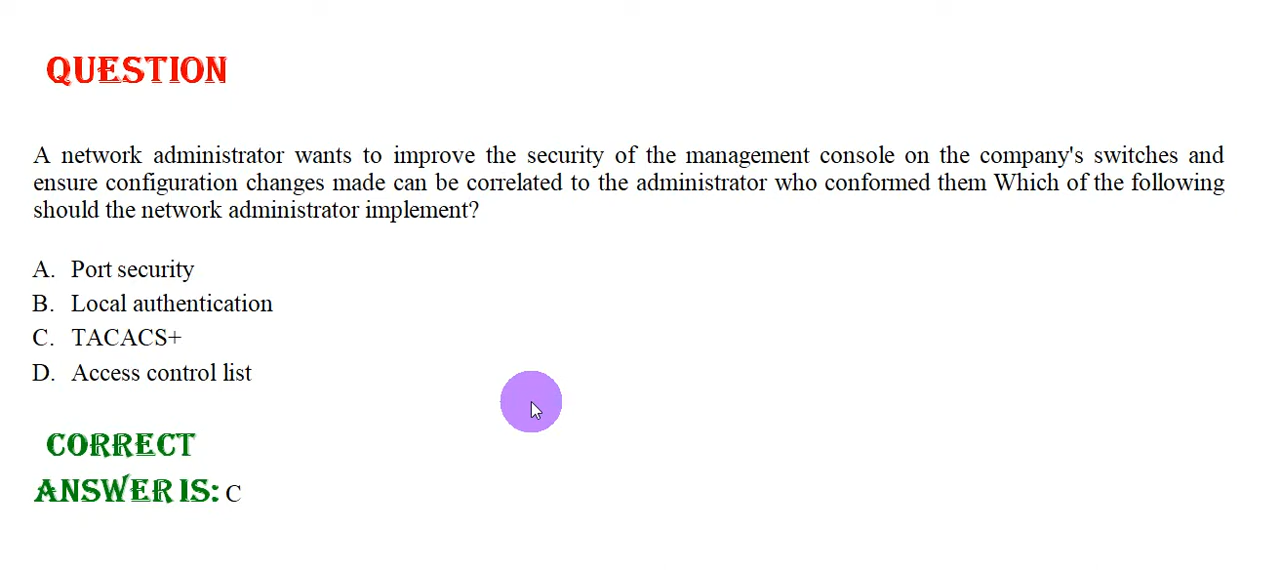 QUESTION
A network administrator wants to improve the security of the management console on the company's switches and
ensure configuration changes made can be correlated to the administrator who conformed them Which of the following
should the network administrator implement?
A. Port security
B. Local authentication
C. TACACS+
D. Access control list
CORRECT
ANSWER IS: C